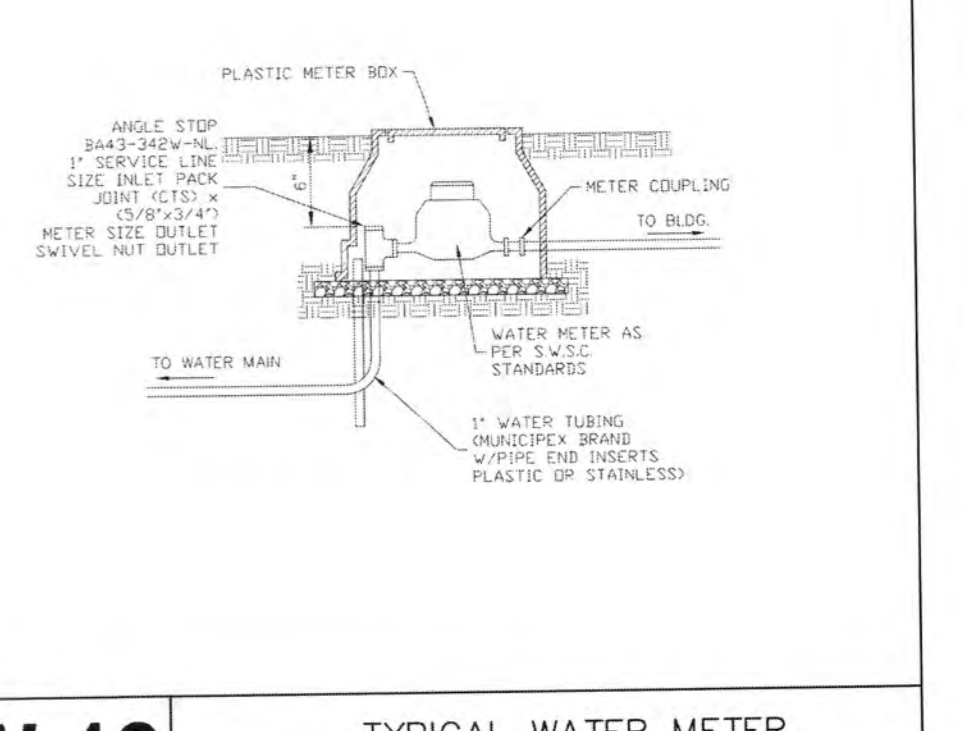 PLASTIC METER BOX
ANGLE STOP
BA43-342W-NL,
1" SERVICE LINE
SIZE INLET PACK
JOINT (CTS) x
(5/8"x3/4")
METER SIZE OUTLET
SWIVEL NUT OUTLET
6"
METER COUPLING
TO BLDG.
WATER METER AS
PER S.W.S.C.
STANDARDS
TO WATER MAIN
1" WATER TUBING
(MUNICIPEX BRAND
W/PIPE END INSERTS
PLASTIC OR STAINLESS)
TYPICAL WATER METER